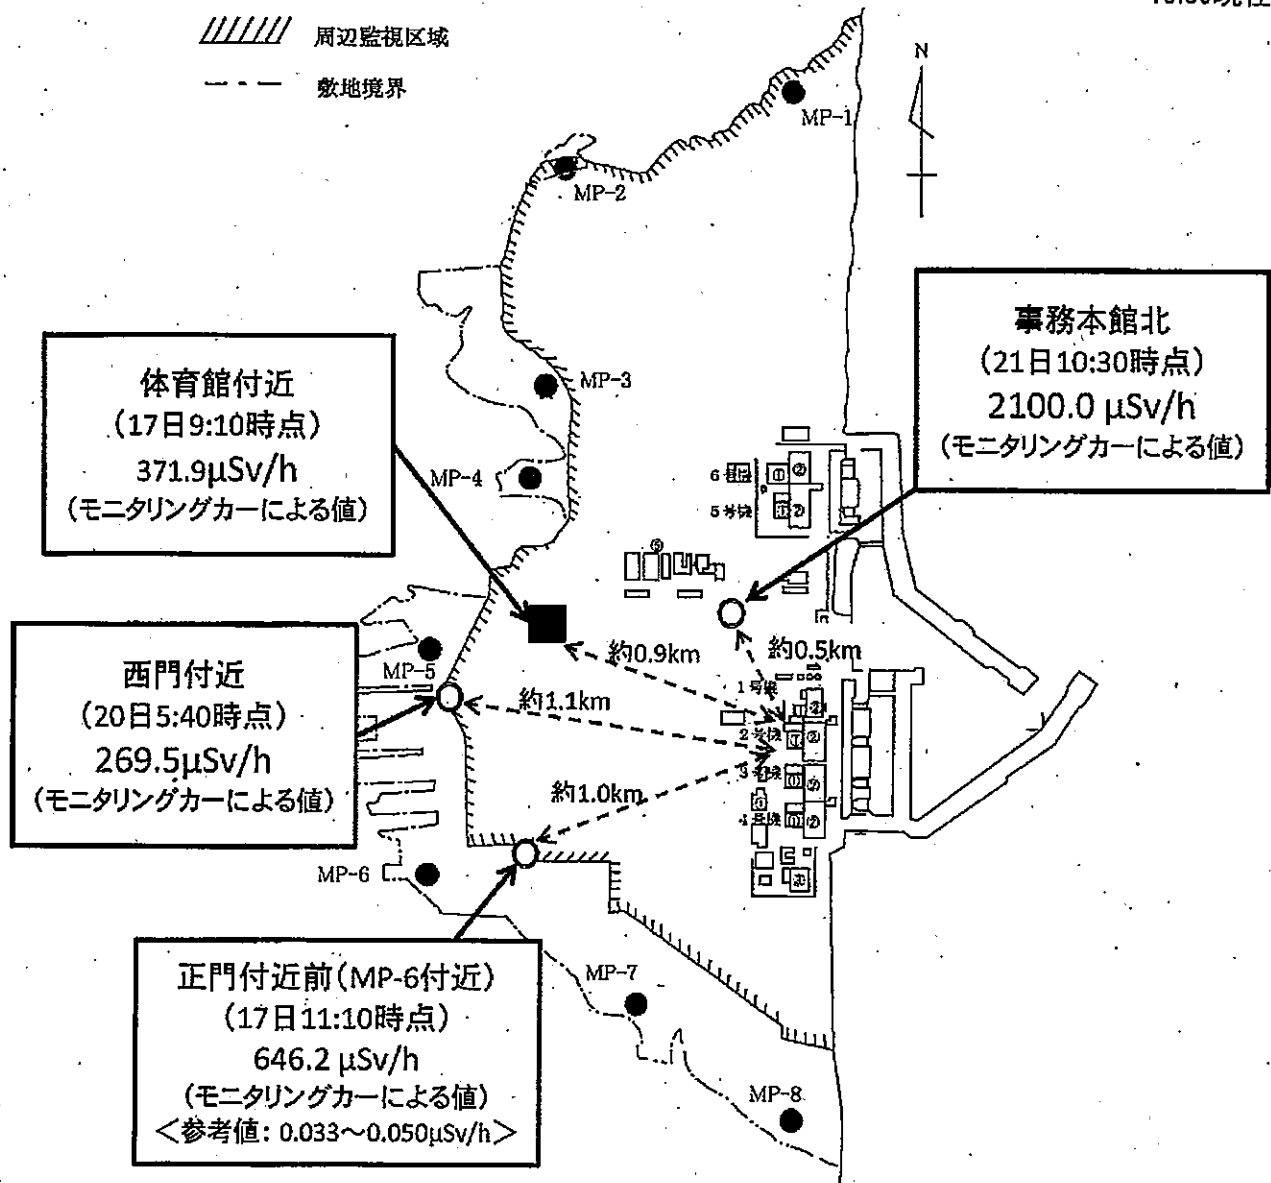 周辺監視区域
敷地境界
N
MP-1
MP-2
事務本館北
(21日10:30時点)
2100.0 μSv/h
(モニタリングカーによる値)
体育館付近
(17日9:10時点)
371.9μSv/h
(モニタリングカーによる値)
MP-3
MP-4
6号機
5号機
約0.9km
約0.5km
西門付近
(20日5:40時点)
269.5μSv/h
(モニタリングカーによる値)
MP-5
約1.1km
1号機
2号機
3号機
4号機
約1.0km
MP-6
正門付近前(MP-6付近)
(17日11:10時点)
646.2 μSv/h
(モニタリングカーによる値)
<参考値: 0.033~0.050μSv/h>
MP-7
MP-8